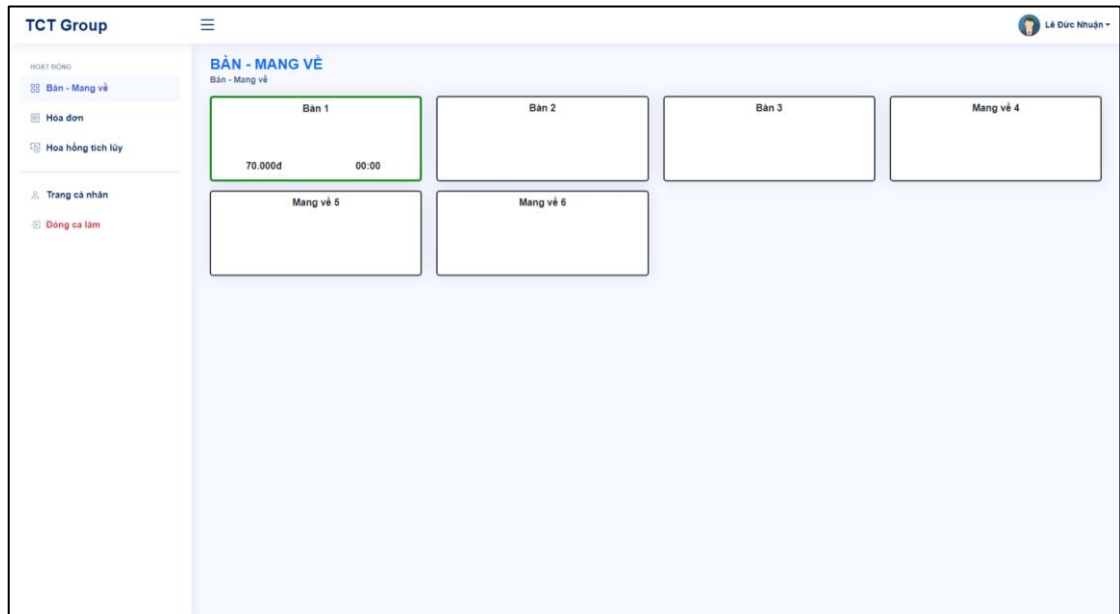 TCT Group
Lê Đức Nhuận
HOẠT ĐỘNG
Bàn - Mang về
Hóa đơn
Hoa hồng tích lũy
Trang cá nhân
Đóng ca làm
BÀN - MANG VỀ
Bàn - Mang về
Bàn 1
70.000đ 00:00
Bàn 2
Bàn 3
Mang về 4
Mang về 5
Mang về 6